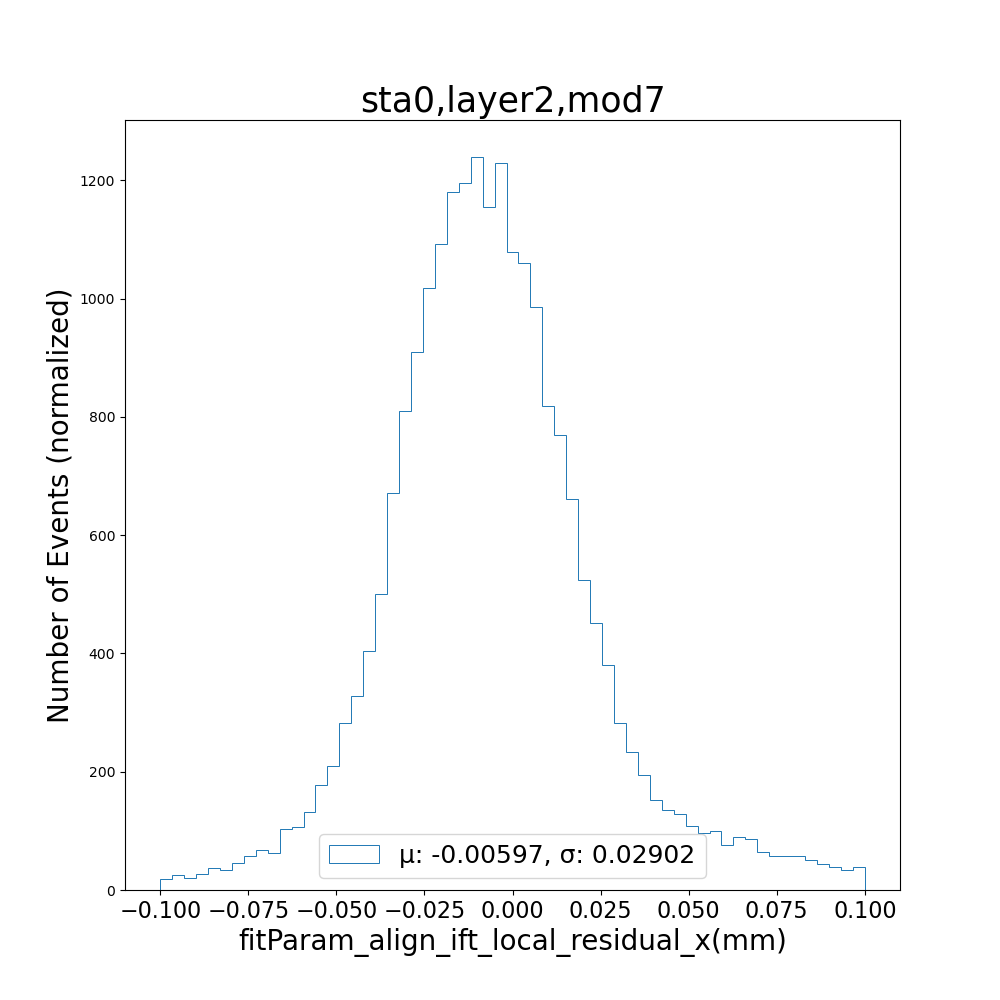 sta0,layer2,mod7
Number of Events (normalized)
1200
1000
800
600
400
200
0
μ: -0.00597, σ: 0.02902
−0.100 −0.075 −0.050 −0.025 0.000 0.025 0.050 0.075 0.100
fitParam_align_ift_local_residual_x(mm)